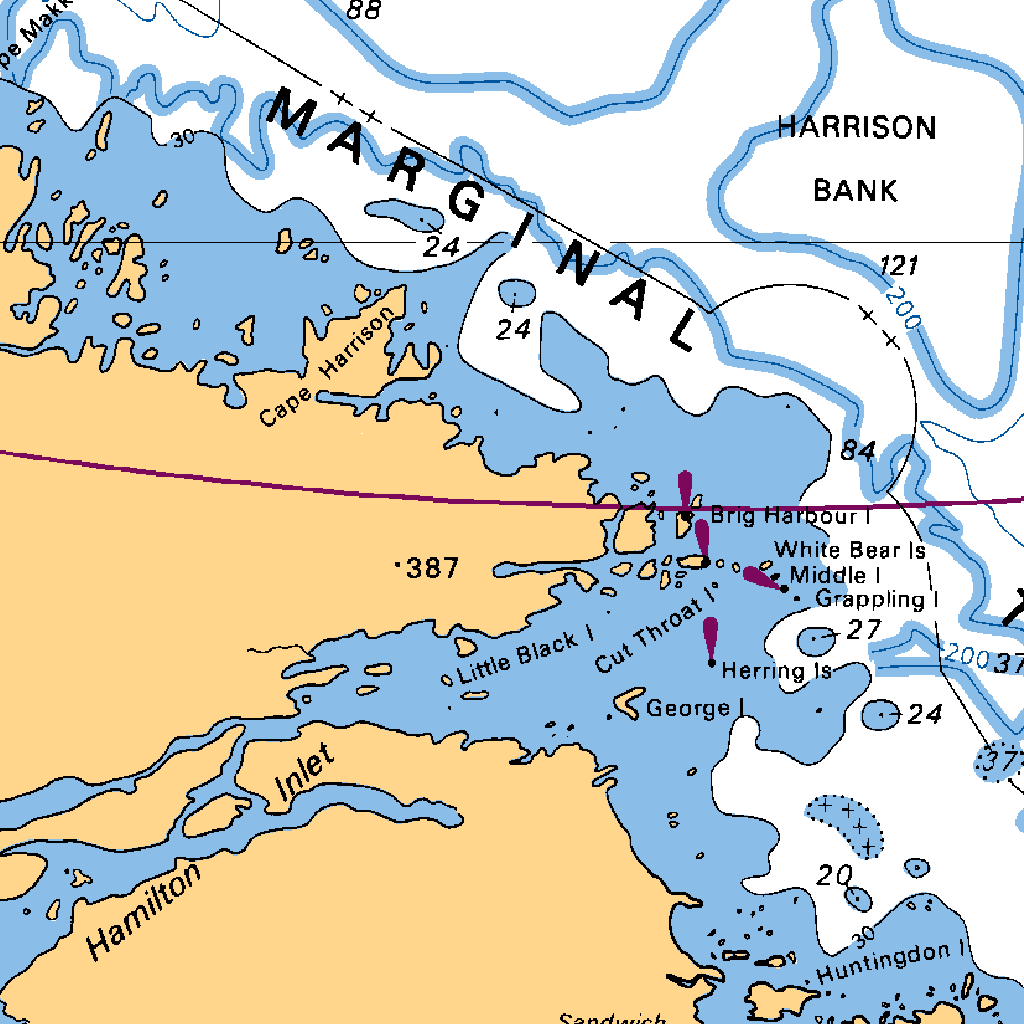 88
30
MARGINAL
HARRISON
BANK
24
121
200
24
Cape Harrison
84
Brig Harbour I
White Bear Is
387
Middle I
Grappling I
Cut Throat I
27
Little Black I
200
37
Herring Is
George I
24
Inlet
37
20
Hamilton
30
Huntingdon I
Sandwich